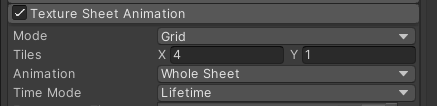 Texture Sheet Animation
Mode Grid
Tiles X 4 Y 1
Animation Whole Sheet
Time Mode Lifetime